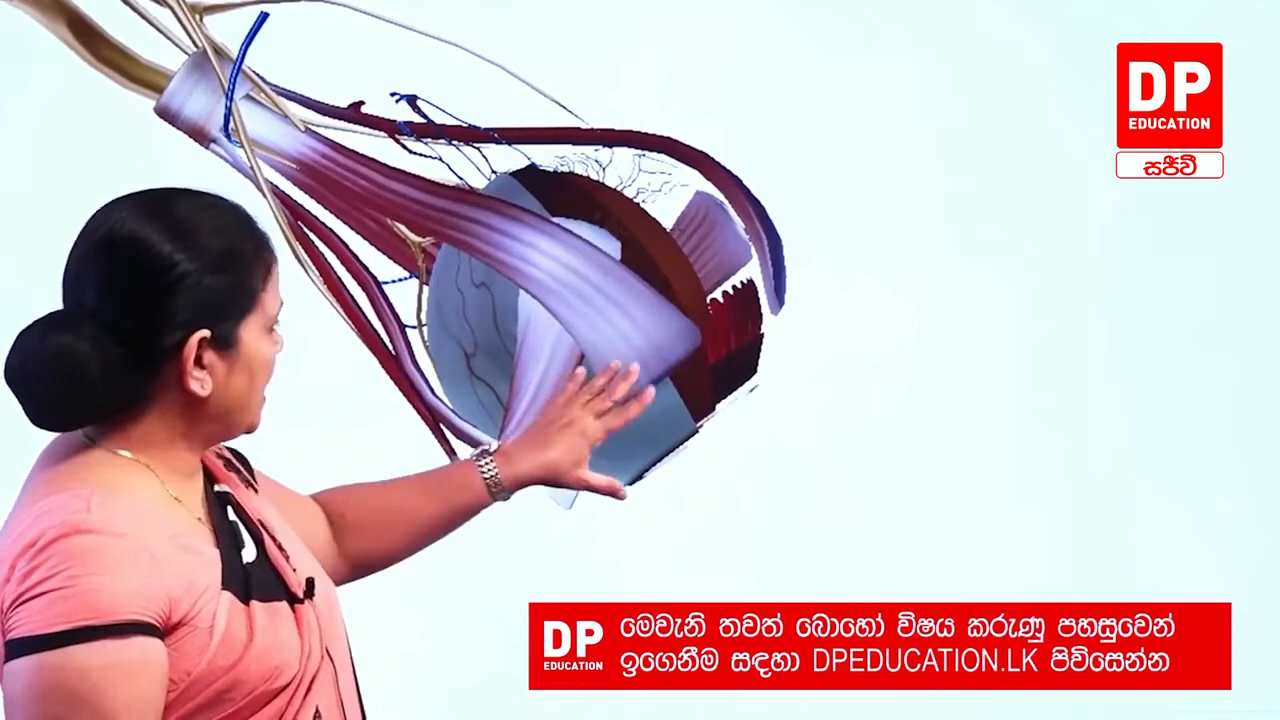 DP
EDUCATION
සජීවී
DP
EDUCATION
මෙවැනි තවත් බොහෝ විෂය කරුණු පහසුවෙන්
ඉගෙනීම සඳහා DPEDUCATION.LK පිවිසෙන්න